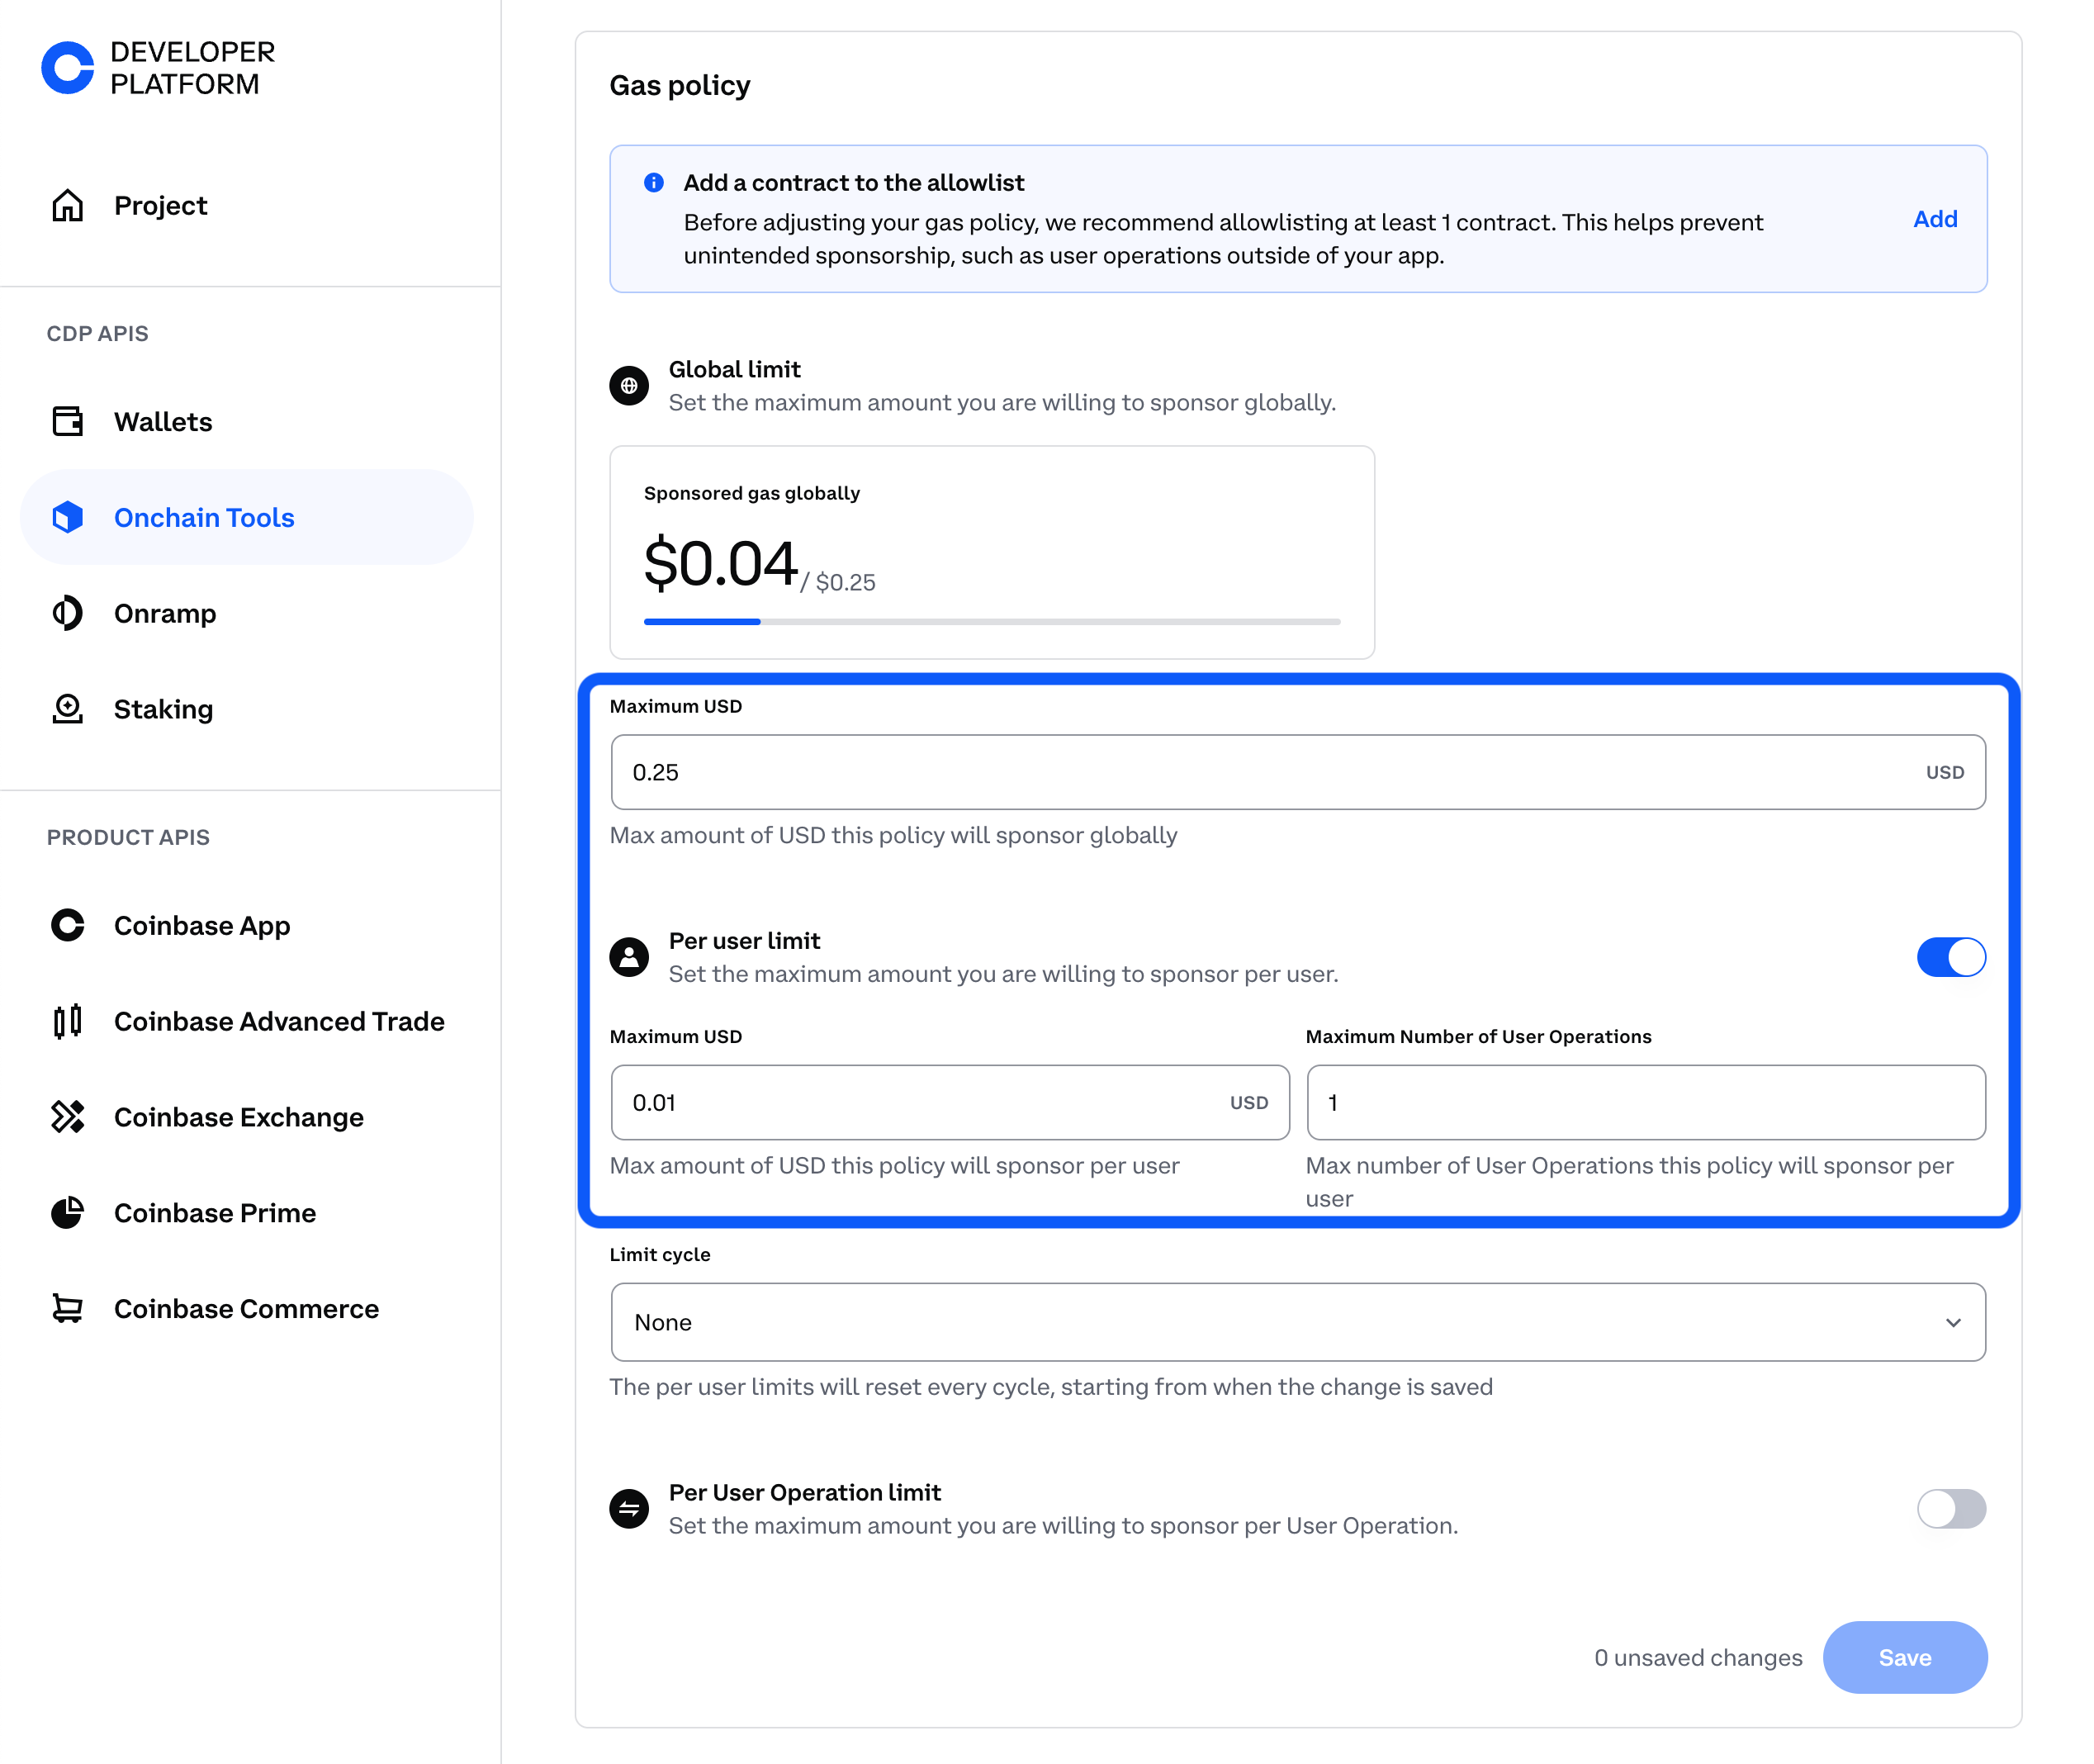 DEVELOPER
PLATFORM
Project
CDP APIS
Wallets
Onchain Tools
Onramp
Staking
PRODUCT APIS
Coinbase App
Coinbase Advanced Trade
Coinbase Exchange
Coinbase Prime
Coinbase Commerce
Gas policy
Add a contract to the allowlist
Before adjusting your gas policy, we recommend allowlisting at least 1 contract. This helps prevent
unintended sponsorship, such as user operations outside of your app.
Add
Global limit
Set the maximum amount you are willing to sponsor globally.
Sponsored gas globally
$0.04 / $0.25
Maximum USD
0.25 USD
Max amount of USD this policy will sponsor globally
Per user limit
Set the maximum amount you are willing to sponsor per user.
Maximum USD
0.01 USD
Max amount of USD this policy will sponsor per user
Maximum Number of User Operations
1
Max number of User Operations this policy will sponsor per
user
Limit cycle
None
The per user limits will reset every cycle, starting from when the change is saved
Per User Operation limit
Set the maximum amount you are willing to sponsor per User Operation.
0 unsaved changes
Save